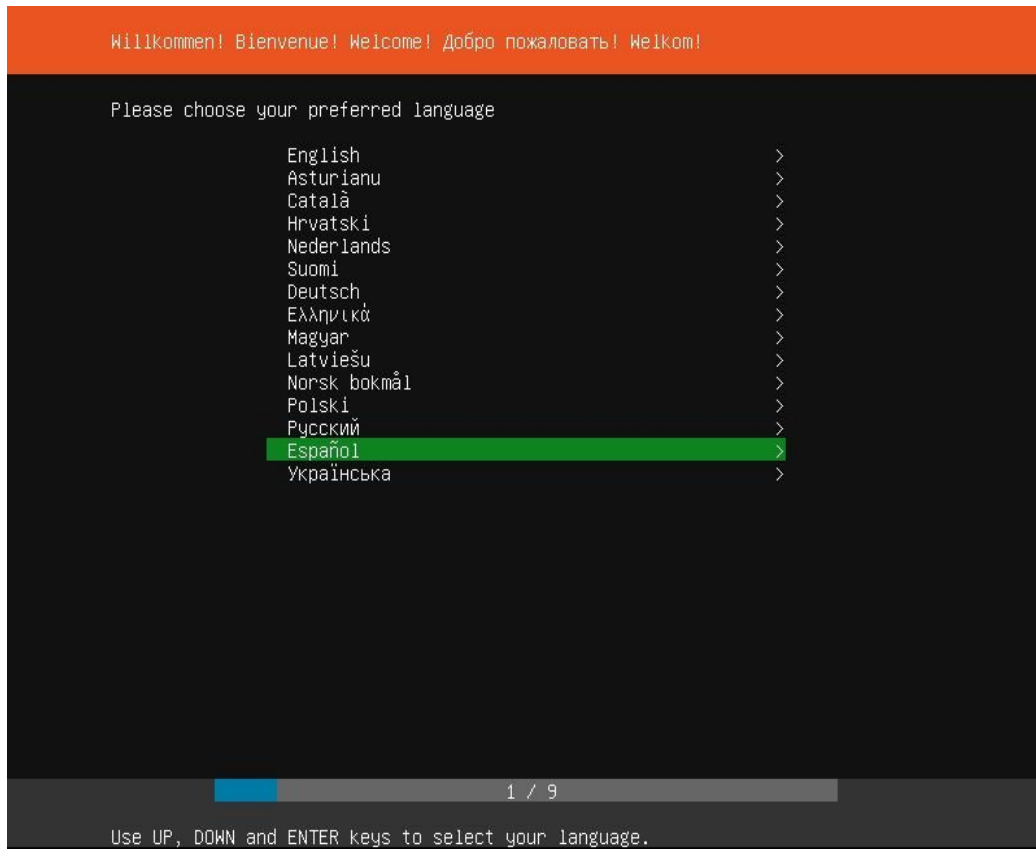 Willkommen! Bienvenue! Welcome! Добро пожаловать! Welkom!
Please choose your preferred language
English >
Asturianu >
Català >
Hrvatski >
Nederlands >
Suomi >
Deutsch >
Ελληνικά >
Magyar >
Latviešu >
Norsk bokmål >
Polski >
Русский >
Español >
Українська >
1 / 9
Use UP, DOWN and ENTER keys to select your language.